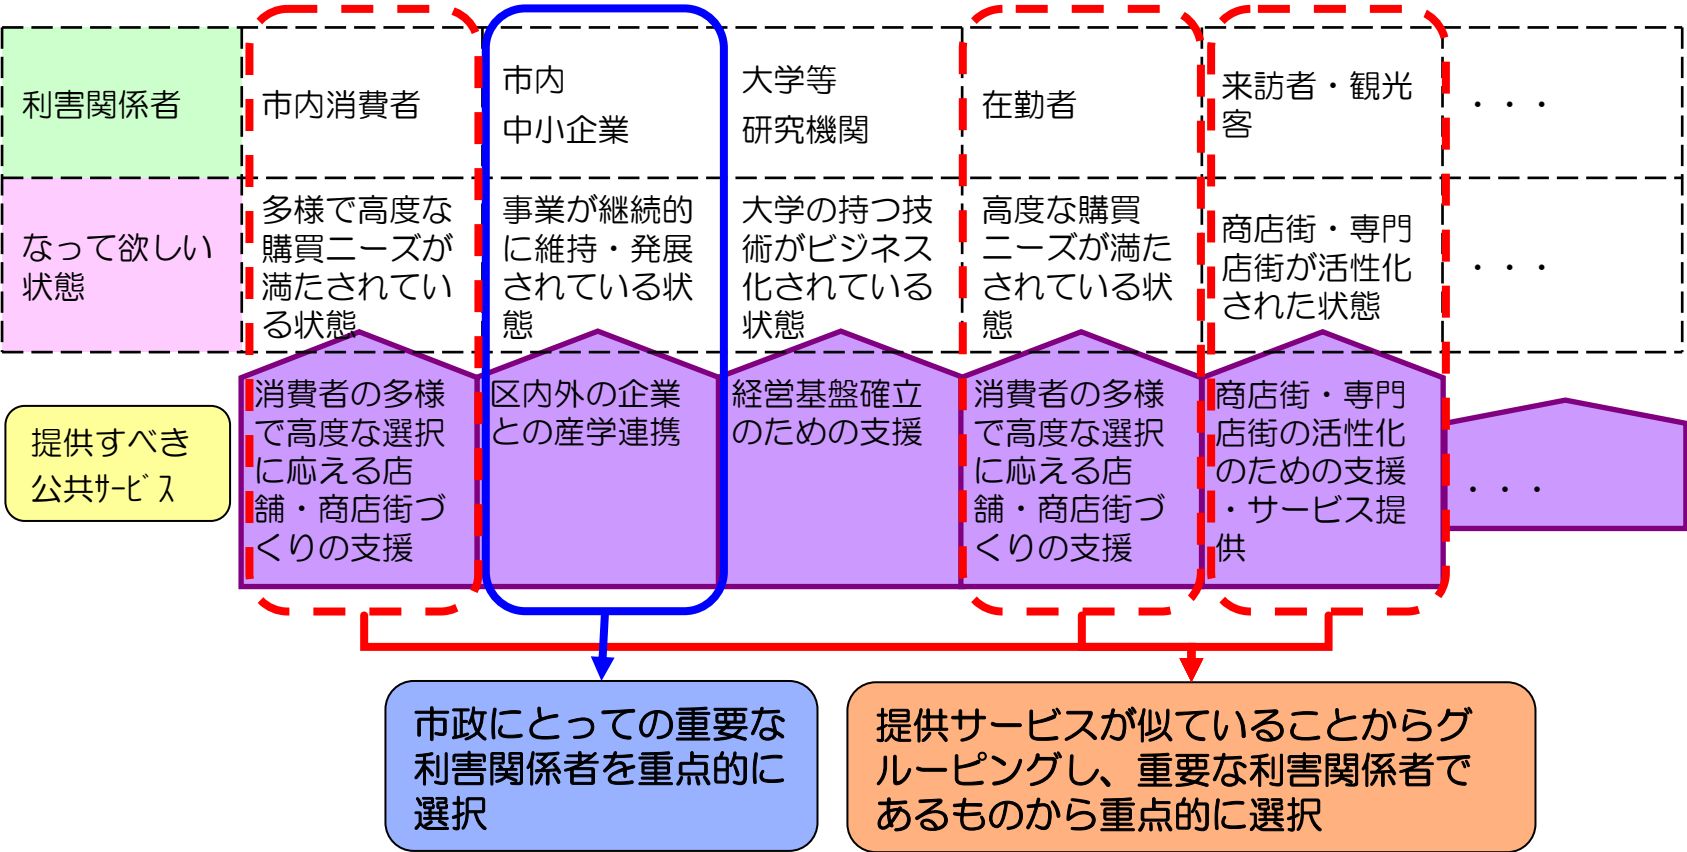 利害関係者
市内消費者
市内
中小企業
大学等
研究機関
在勤者
来訪者・観光
客
・・・
なって欲しい
状態
多様で高度な
購買ニーズが
満たされてい
る状態
事業が継続的
に維持・発展
されている状
態
大学の持つ技
術がビジネス
化されている
状態
高度な購買
ニーズが満た
されている状
態
商店街・専門
店街が活性化
された状態
・・・
提供すべき
公共ｻｰﾋﾞｽ
消費者の多様
で高度な選択
に応える店
舗・商店街づ
くりの支援
区内外の企業
との産学連携
経営基盤確立
のための支援
消費者の多様
で高度な選択
に応える店
舗・商店街づ
くりの支援
商店街・専門
店街の活性化
のための支援
・サービス提
供
・・・
市政にとっての重要な
利害関係者を重点的に
選択
提供サービスが似ていることからグ
ルーピングし、重要な利害関係者で
あるものから重点的に選択